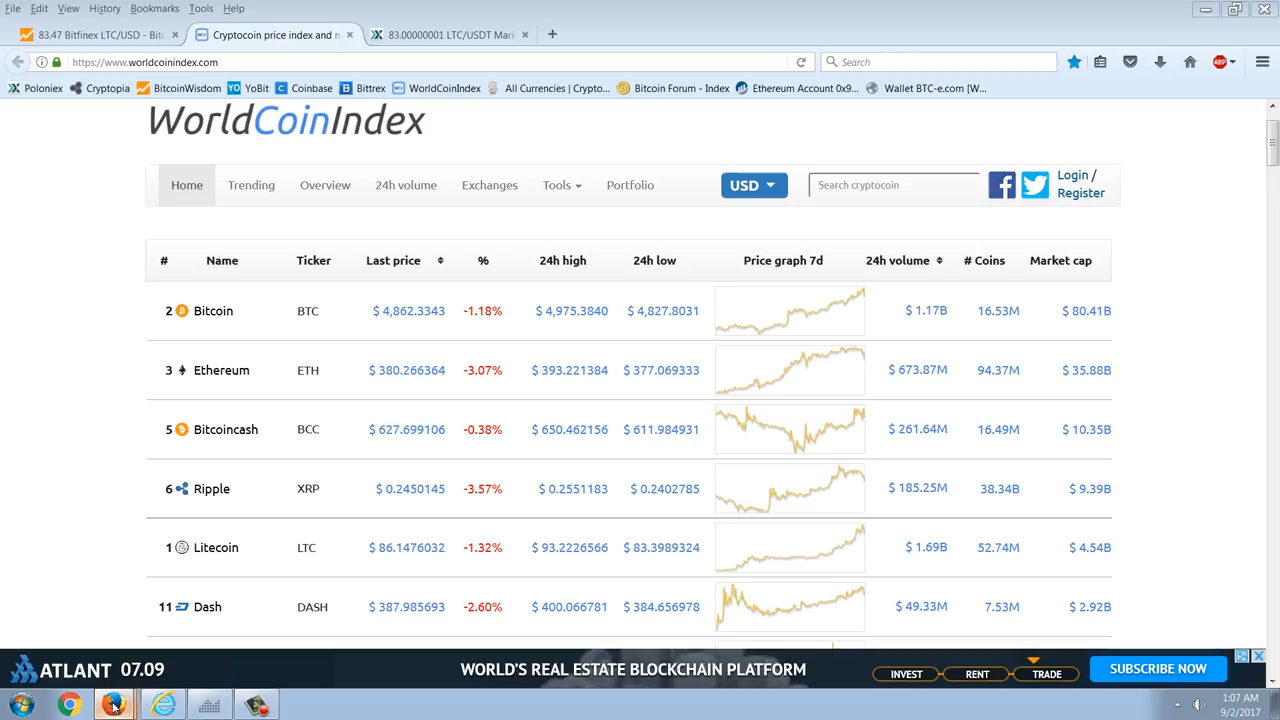 File Edit View History Bookmarks Tools Help
83.47 Bitfinex LTC/USD - Bitc Cryptocoin price index and n 83.00000001 LTC/USDT Mar
https://www.worldcoinindex.com Search ABP
Poloniex Cryptopia BitcoinWisdom YoBit Coinbase Bittrex WorldCoinIndex All Currencies | Crypto... Bitcoin Forum - Index Ethereum Account 0x9... Wallet BTC-e.com [W...
WorldCoinIndex
Home Trending Overview 24h volume Exchanges Tools Portfolio USD Search cryptocoin Login / Register
# Name Ticker Last price % 24h high 24h low Price graph 7d 24h volume # Coins Market cap
2 Bitcoin BTC $ 4,862.3343 -1.18% $ 4,975.3840 $ 4,827.8031 $ 1.17B 16.53M $ 80.41B
3 Ethereum ETH $ 380.266364 -3.07% $ 393.221384 $ 377.069333 $ 673.87M 94.37M $ 35.88B
5 Bitcoincash BCC $ 627.699106 -0.38% $ 650.462156 $ 611.984931 $ 261.64M 16.49M $ 10.35B
6 Ripple XRP $ 0.2450145 -3.57% $ 0.2551183 $ 0.2402785 $ 185.25M 38.34B $ 9.39B
1 Litecoin LTC $ 86.1476032 -1.32% $ 93.2226566 $ 83.3989324 $ 1.69B 52.74M $ 4.54B
11 Dash DASH $ 387.985693 -2.60% $ 400.066781 $ 384.656978 $ 49.33M 7.53M $ 2.92B
ATLANT 07.09 WORLD'S REAL ESTATE BLOCKCHAIN PLATFORM INVEST RENT TRADE SUBSCRIBE NOW
1:07 AM
9/2/2017